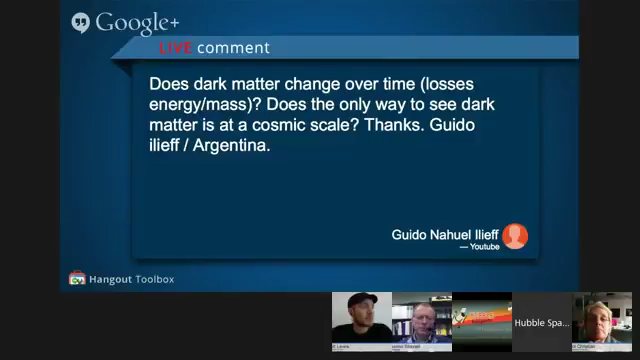 Google+
LIVE comment
Does dark matter change over time (losses
energy/mass)? Does the only way to see dark
matter is at a cosmic scale? Thanks. Guido
ilieff / Argentina.
Guido Nahuel Ilieff
— Youtube
Hangout Toolbox
Hubble Spa...